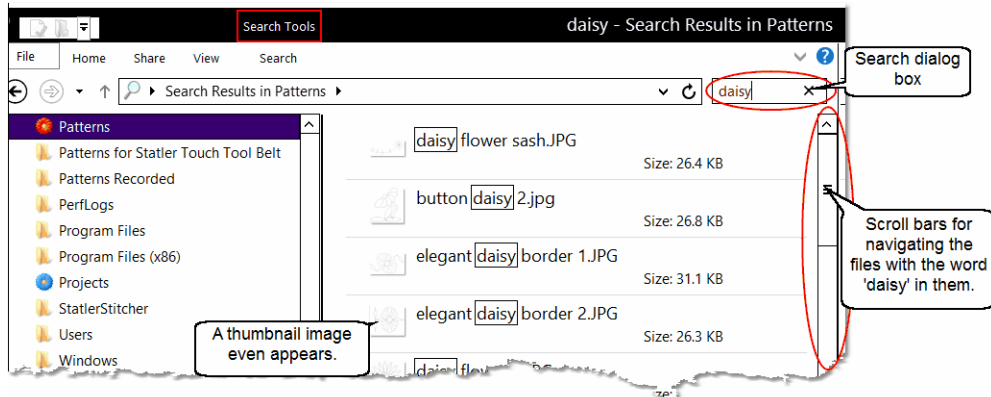 Search Tools
daisy - Search Results in Patterns
File Home Share View Search
Search Results in Patterns
daisy
Search dialog
box
Patterns
Patterns for Statler Touch Tool Belt
Patterns Recorded
PerfLogs
Program Files
Program Files (x86)
Projects
StatlerStitcher
Users
Windows
daisy flower sash.JPG
Size: 26.4 KB
button daisy 2.jpg
Size: 26.8 KB
elegant daisy border 1.JPG
Size: 31.1 KB
elegant daisy border 2.JPG
Size: 26.3 KB
daisy
A thumbnail image
even appears.
Scroll bars for
navigating the
files with the word
'daisy' in them.